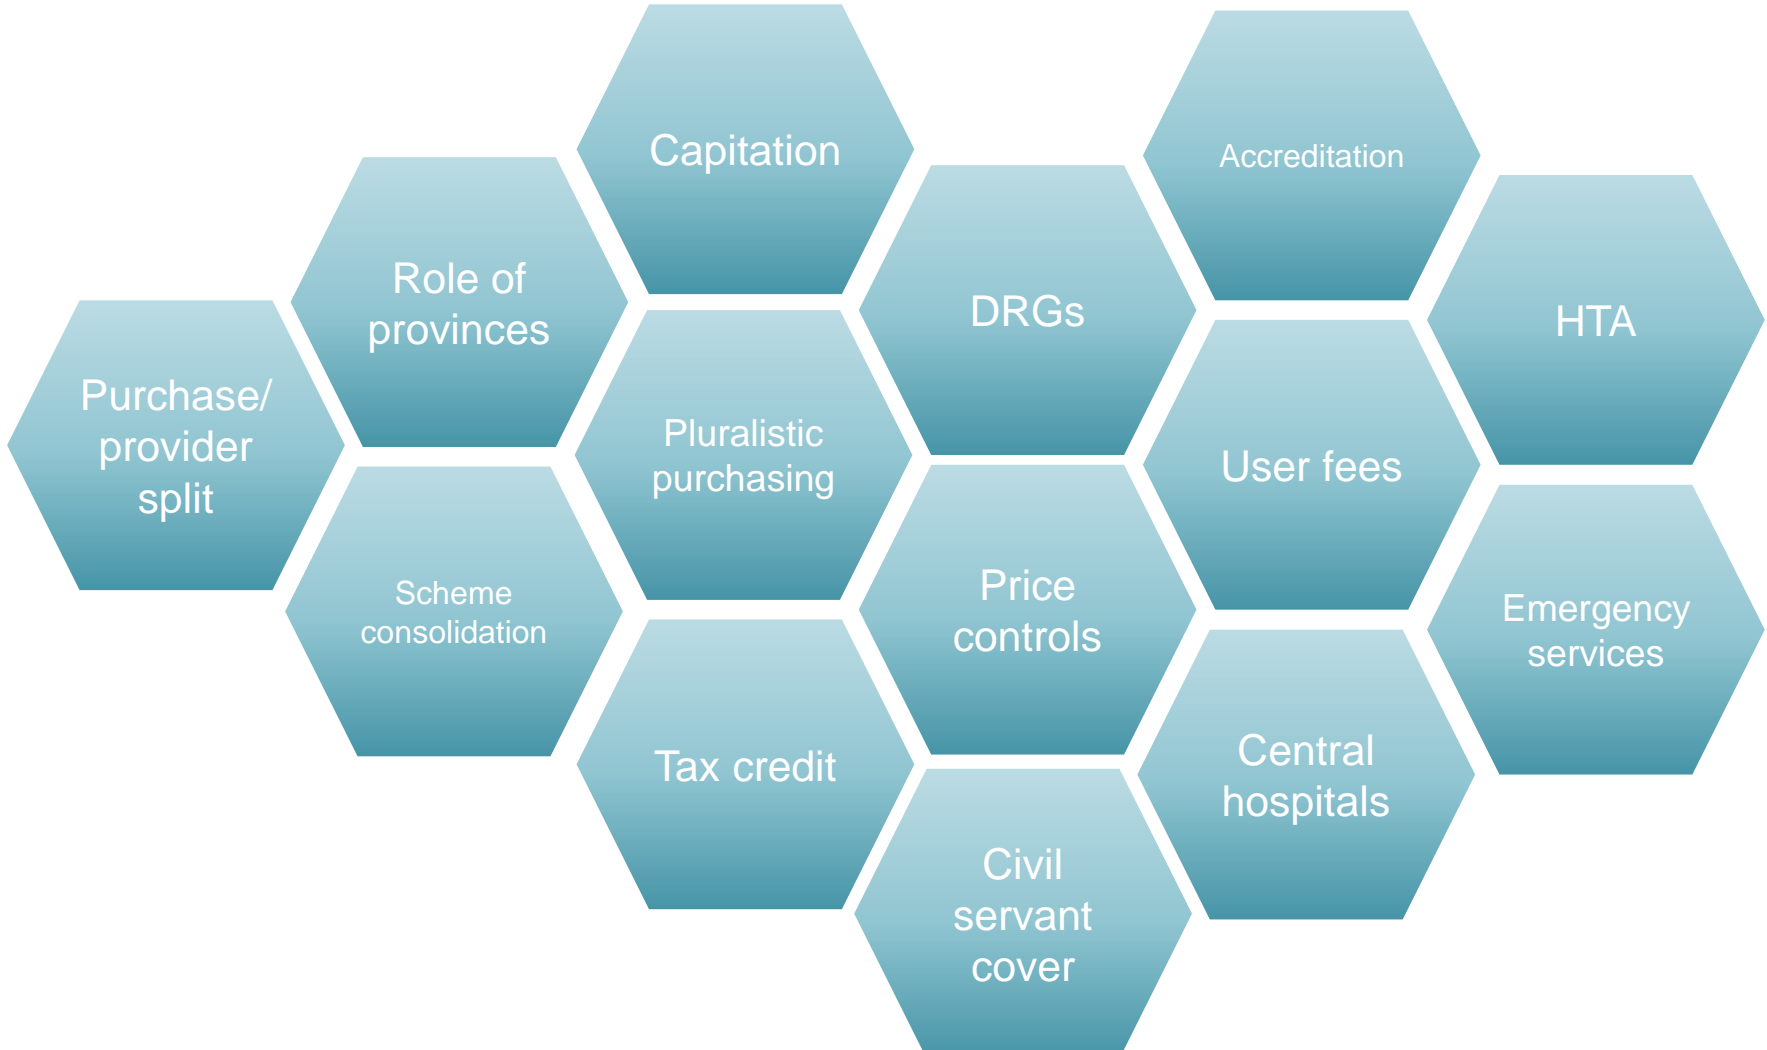 Capitation
Accreditation
Role of
provinces
DRGs
HTA
Purchase/
provider
split
Pluralistic
purchasing
User fees
Scheme
consolidation
Price
controls
Emergency
services
Tax credit
Central
hospitals
Civil
servant
cover